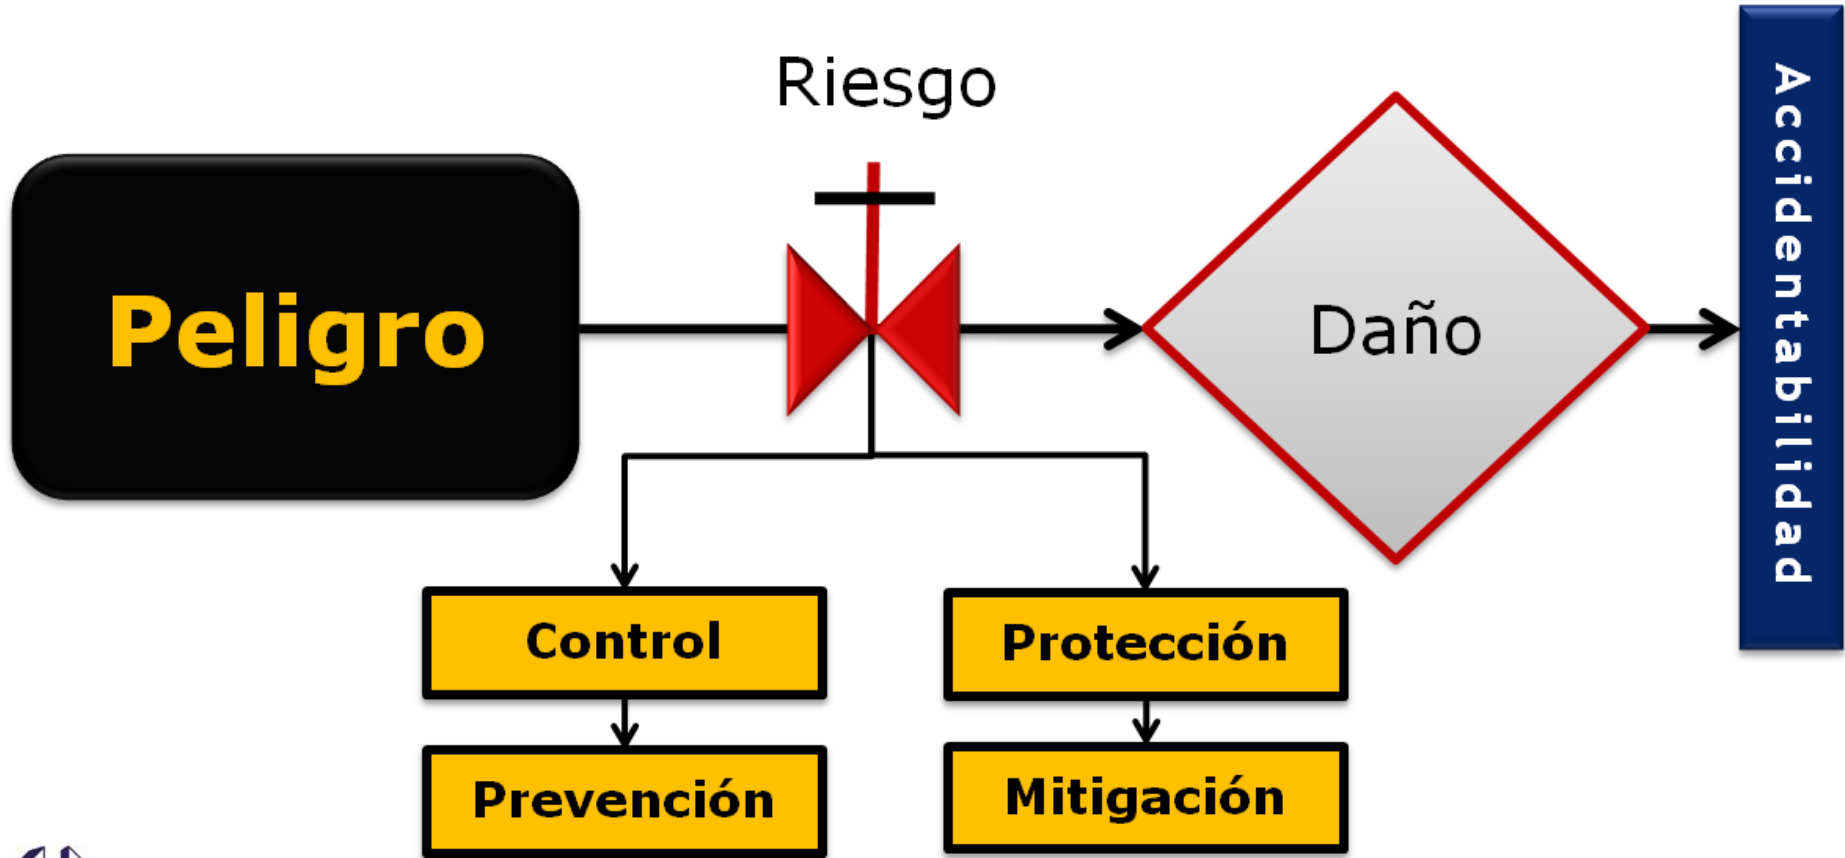 Riesgo
Peligro
Daño
Accidentabilidad
Control
Protección
Prevención
Mitigación